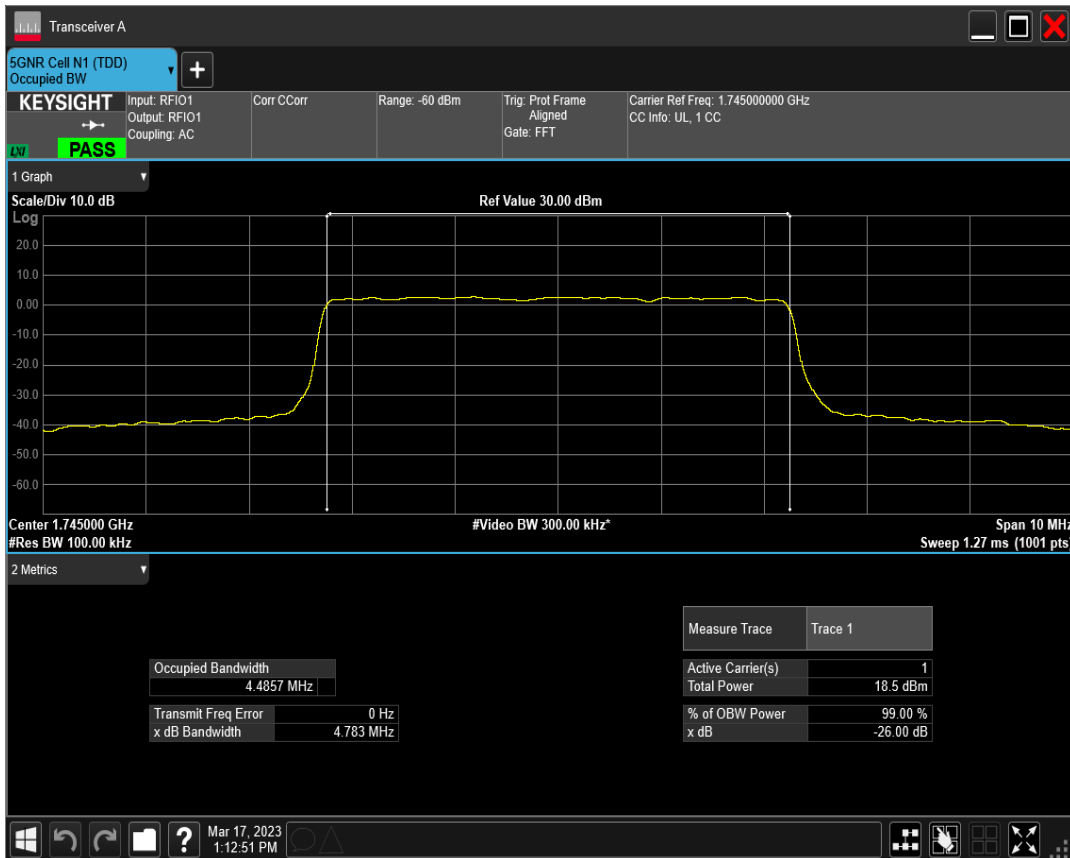 Transceiver A
5GNR Cell N1 (TDD)
Occupied BW
+
KEYSIGHT
LXI
PASS
Input: RFIO1
Output: RFIO1
Coupling: AC
Corr CCorr
Range: -60 dBm
Trig: Prot Frame
Aligned
Gate: FFT
Carrier Ref Freq: 1.745000000 GHz
CC Info: UL, 1 CC
1 Graph
Scale/Div 10.0 dB
Ref Value 30.00 dBm
Log
20.0
10.0
0.00
-10.0
-20.0
-30.0
-40.0
-50.0
-60.0
Center 1.745000 GHz
#Video BW 300.00 kHz*
Span 10 MHz
#Res BW 100.00 kHz
Sweep 1.27 ms (1001 pts)
2 Metrics
Measure Trace Trace 1
Occupied Bandwidth
4.4857 MHz
Active Carrier(s) 1
Total Power 18.5 dBm
Transmit Freq Error 0 Hz
x dB Bandwidth 4.783 MHz
% of OBW Power 99.00 %
x dB -26.00 dB
?
Mar 17, 2023
1:12:51 PM